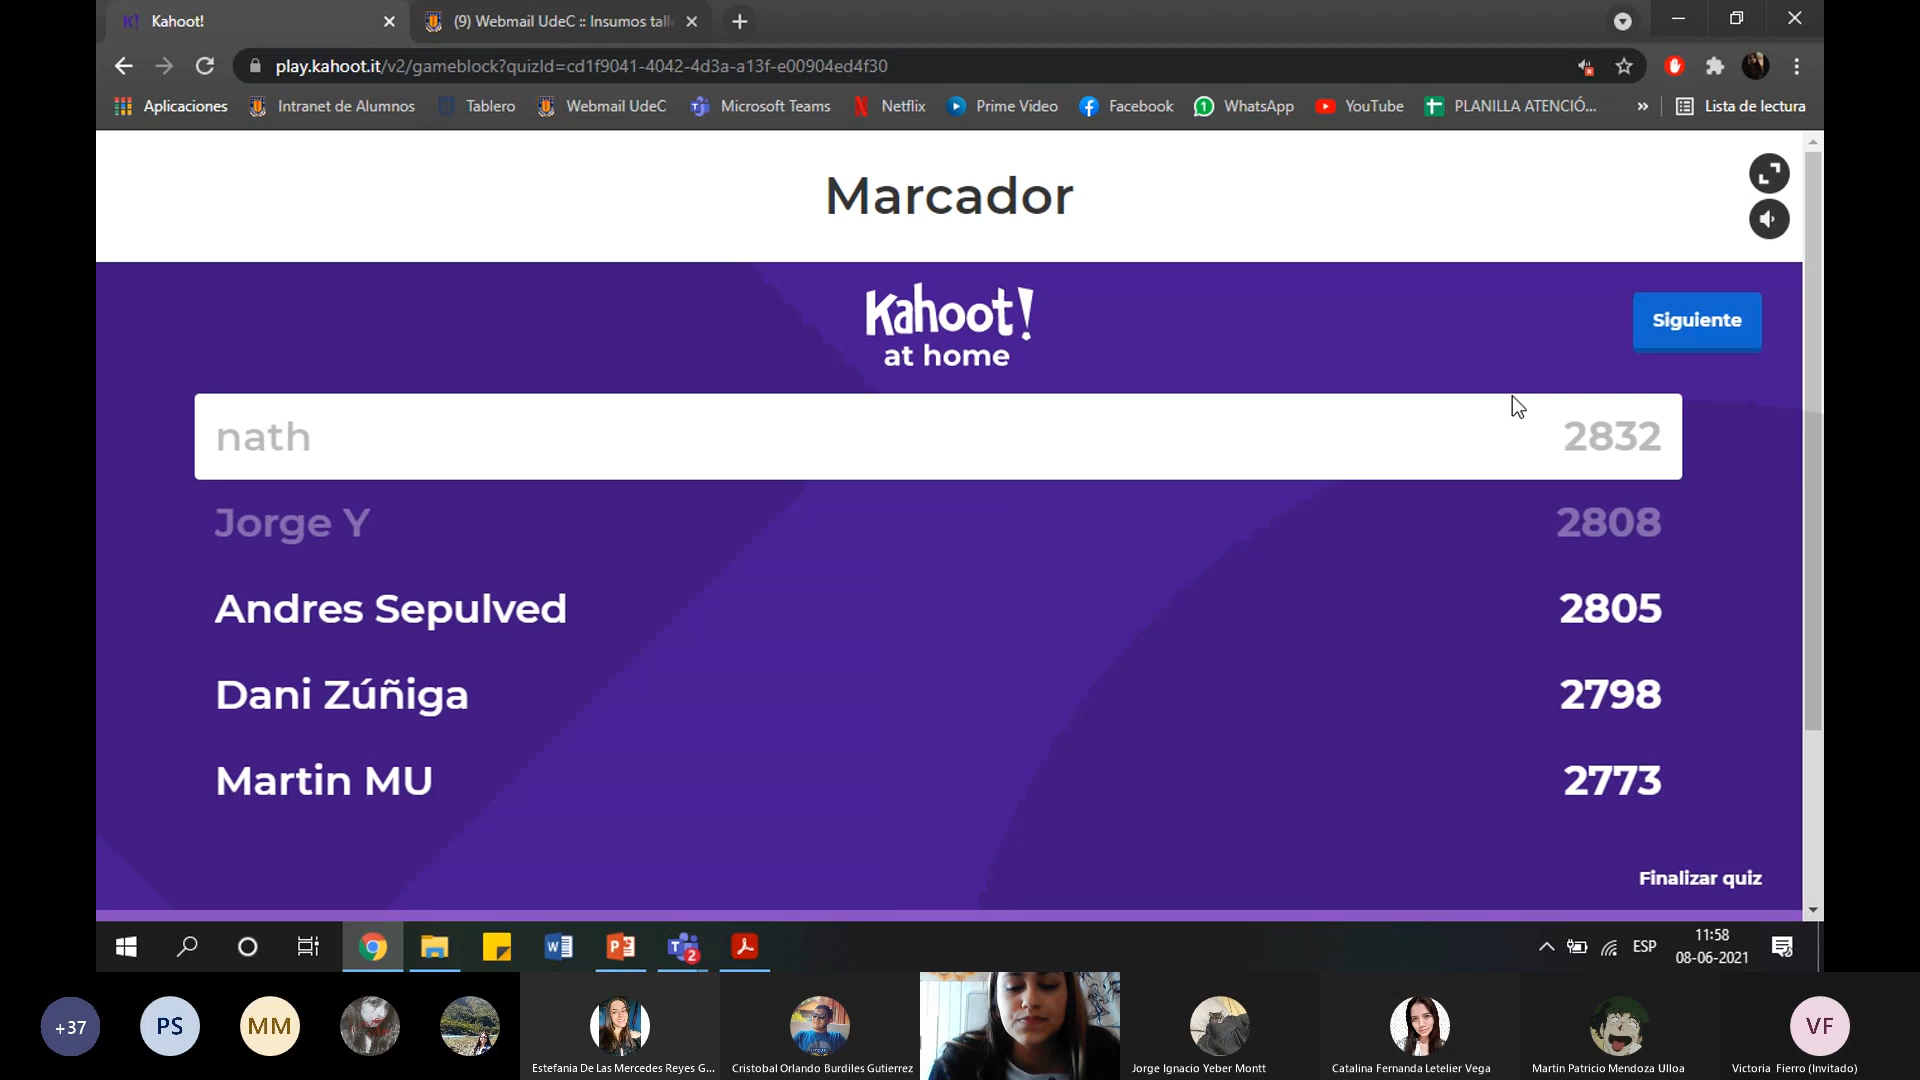 Kahoot!
(9) Webmail UdeC :: Insumos talle
play.kahoot.it/v2/gameblock?quizId=cd1f9041-4042-4d3a-a13f-e00904ed4f30
Aplicaciones
Intranet de Alumnos
Tablero
Webmail UdeC
Microsoft Teams
Netflix
Prime Video
Facebook
WhatsApp
YouTube
PLANILLA ATENCIÓ...
»
Lista de lectura
Marcador
Kahoot!
at home
Siguiente
nath 2832
Jorge Y 2808
Andres Sepulved 2805
Dani Zúñiga 2798
Martin MU 2773
Finalizar quiz
2
ESP
11:58
08-06-2021
+37
PS
MM
VF
Estefania De Las Mercedes Reyes G...
Cristobal Orlando Burdiles Gutierrez
Jorge Ignacio Yeber Montt
Catalina Fernanda Letelier Vega
Martin Patricio Mendoza Ulloa
Victoria Fierro (Invitado)